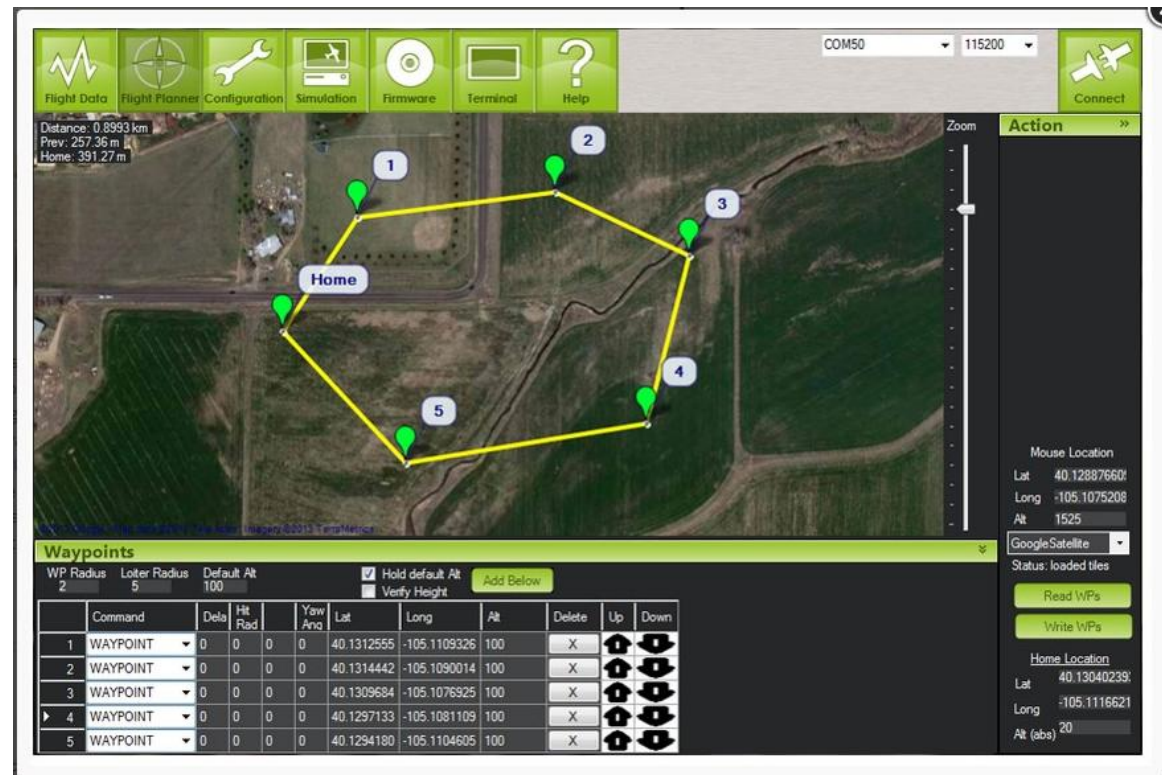 COM50 115200
Flight Data Flight Planner Configuration Simulation Firmware Terminal Help Connect
Distance: 0.8993 km
Prev: 257.36 m
Home: 391.27 m
Zoom
Action »
1
2
3
Home
4
5
Mouse Location
Lat 40.12887660
Long -105.1075208
Alt 1525
GoogleSatellite
Status: loaded tiles
Read WPs
Write WPs
Home Location
Lat 40.13040239
Long -105.1116621
Alt (abs) 20
Waypoints
WP Radius Loiter Radius Default Alt Hold default Alt Add Below
2 5 100 Verify Height
Command Dela Hit Rad Yaw Ang Lat Long Alt Delete Up Down
1 WAYPOINT 0 0 0 0 40.1312555 -105.1109326 100 X
2 WAYPOINT 0 0 0 0 40.1314442 -105.1090014 100 X
3 WAYPOINT 0 0 0 0 40.1309684 -105.1076925 100 X
4 WAYPOINT 0 0 0 0 40.1297133 -105.1081109 100 X
5 WAYPOINT 0 0 0 0 40.1294180 -105.1104605 100 X